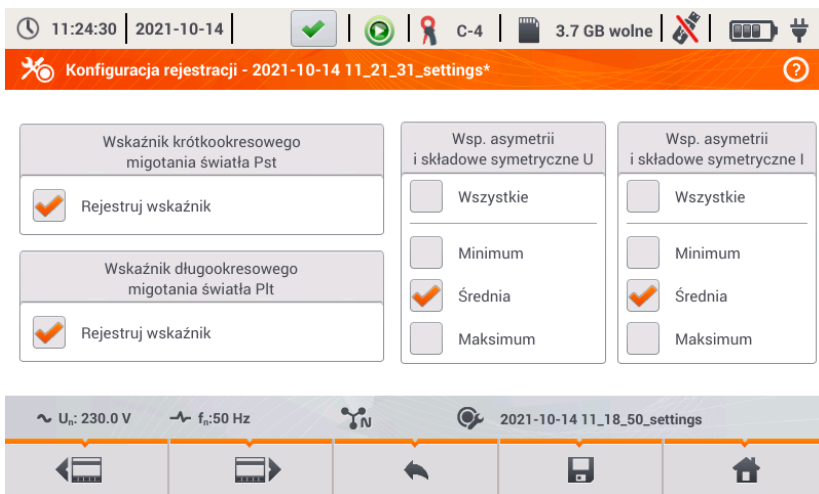 11:24:30 2021-10-14 C-4 3.7 GB wolne
Konfiguracja rejestracji - 2021-10-14 11_21_31_settings* ?
Wskaźnik krótkookresowego
migotania światła Pst
Rejestruj wskaźnik
Wskaźnik długookresowego
migotania światła Plt
Rejestruj wskaźnik
Wsp. asymetrii
i składowe symetryczne U
Wszystkie
Minimum
Średnia
Maksimum
Wsp. asymetrii
i składowe symetryczne I
Wszystkie
Minimum
Średnia
Maksimum
Un: 230.0 V fn:50 Hz N 2021-10-14 11_18_50_settings